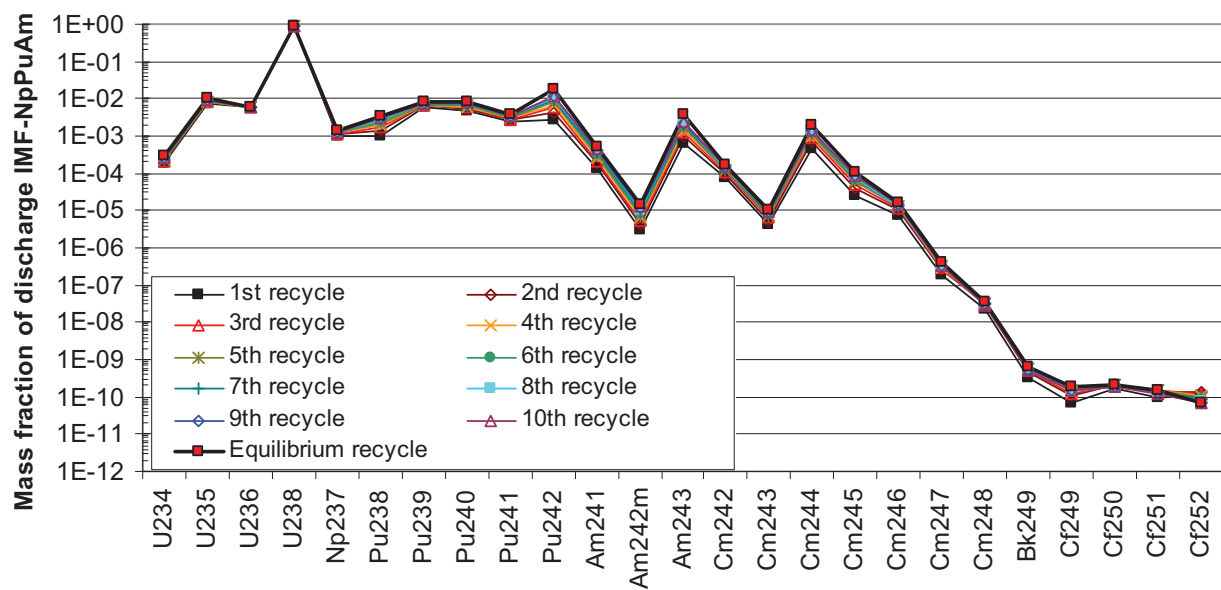 Mass fraction of discharge IMF-NpPuAm
1E+00
1E-01
1E-02
1E-03
1E-04
1E-05
1E-06
1E-07
1E-08
1E-09
1E-10
1E-11
1E-12
1st recycle
2nd recycle
3rd recycle
4th recycle
5th recycle
6th recycle
7th recycle
8th recycle
9th recycle
10th recycle
Equilibrium recycle
U234
U235
U236
U238
Np237
Pu238
Pu239
Pu240
Pu241
Pu242
Am241
Am242m
Am243
Cm242
Cm243
Cm244
Cm245
Cm246
Cm247
Cm248
Bk249
Cf249
Cf250
Cf251
Cf252